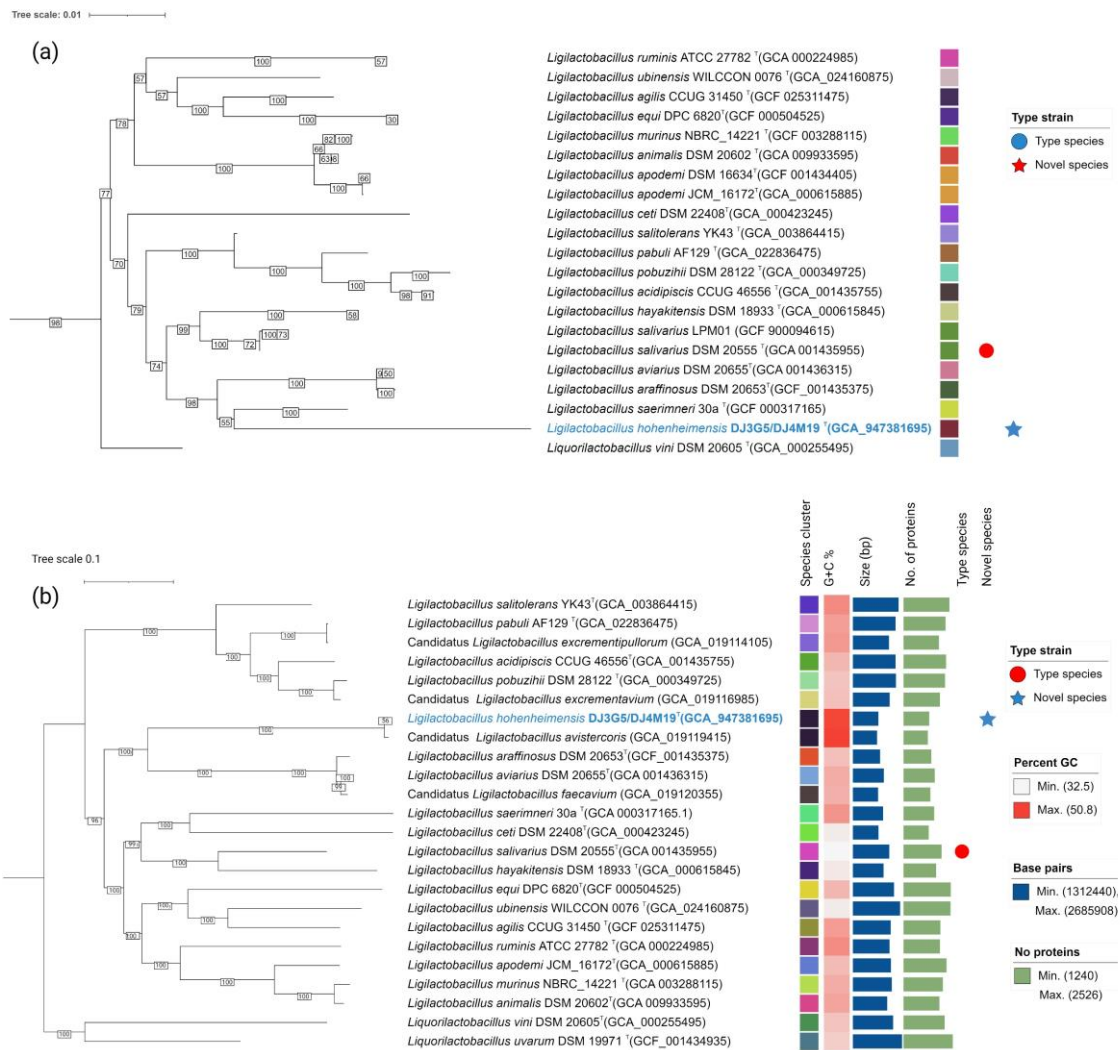 Tree scale: 0.01
(a)
Ligilactobacillus ruminis ATCC 27782 T(GCA 000224985)
Ligilactobacillus ubinensis WILCCON 0076 T(GCA_024160875)
Ligilactobacillus agilis CCUG 31450 T(GCF 025311475)
Ligilactobacillus equi DPC 6820T(GCF 000504525)
Ligilactobacillus murinus NBRC_14221 T(GCF 003288115)
Ligilactobacillus animalis DSM 20602 T(GCA 009933595)
Ligilactobacillus apodemi DSM 16634T(GCF 001434405)
Ligilactobacillus apodemi JCM_16172T(GCA_000615885)
Ligilactobacillus ceti DSM 22408T(GCA_000423245)
Ligilactobacillus salitolerans YK43 T(GCA_003864415)
Ligilactobacillus pabuli AF129 T(GCA_022836475)
Ligilactobacillus pobuzihii DSM 28122 T(GCA_000349725)
Ligilactobacillus acidipiscis CCUG 46556 T(GCA_001435755)
Ligilactobacillus hayakitensis DSM 18933 T(GCA_000615845)
Ligilactobacillus salivarius LPM01 (GCF 900094615)
Ligilactobacillus salivarius DSM 20555 T(GCA 001435955)
Ligilactobacillus aviarius DSM 20655T(GCA 001436315)
Ligilactobacillus araffinosus DSM 20653T(GCF_001435375)
Ligilactobacillus saerimneri 30a T(GCF 000317165)
Ligilactobacillus hohenheimensis DJ3G5/DJ4M19 T(GCA_947381695)
Liquorilactobacillus vini DSM 20605 T(GCA_000255495)
57
100
57
57
100
100
30
78
82
100
66
100
66
77
70
100
100
100
100
98
91
79
99
100
58
100
73
100
72
74
98
100
100
55
100
98
Type strain
Type species
Novel species
Tree scale 0.1
(b)
Species cluster
G+C %
Size (bp)
No. of proteins
Type species
Novel species
Ligilactobacillus salitolerans YK43T(GCA_003864415)
Ligilactobacillus pabuli AF129 T(GCA_022836475)
Candidatus Ligilactobacillus excrementipullorum (GCA_019114105)
Ligilactobacillus acidipiscis CCUG 46556T(GCA_001435755)
Ligilactobacillus pobuzihii DSM 28122 T(GCA_000349725)
Candidatus Ligilactobacillus excrementavium (GCA_019116985)
Ligilactobacillus hohenheimensis DJ3G5/DJ4M19T(GCA_947381695)
Candidatus Ligilactobacillus avistercoris (GCA_019119415)
Ligilactobacillus araffinosus DSM 20653T(GCF_001435375)
Ligilactobacillus aviarius DSM 20655T(GCA 001436315)
Candidatus Ligilactobacillus faecavium (GCA_019120355)
Ligilactobacillus saerimneri 30a T(GCA 000317165.1)
Ligilactobacillus ceti DSM 22408T(GCA_000423245)
Ligilactobacillus salivarius DSM 20555T(GCA 001435955)
Ligilactobacillus hayakitensis DSM 18933 T(GCA_000615845)
Ligilactobacillus equi DPC 6820T(GCF 000504525)
Ligilactobacillus ubinensis WILCCON 0076 T(GCA_024160875)
Ligilactobacillus agilis CCUG 31450 T(GCF 025311475)
Ligilactobacillus ruminis ATCC 27782 T(GCA 000224985)
Ligilactobacillus apodemi JCM_16172T(GCA_000615885)
Ligilactobacillus murinus NBRC_14221 T(GCA 003288115)
Ligilactobacillus animalis DSM 20602T(GCA 009933595)
Liquorilactobacillus vini DSM 20605T(GCA_000255495)
Liquorilactobacillus uvarum DSM 19971 T(GCF_001434935)
100
100
100
100
100
56
100
100
100
100
96
100
99
100
100
100
100
100
100
100
100
100
Type strain
Type species
Novel species
Percent GC
Min. (32.5)
Max. (50.8)
Base pairs
Min. (1312440),
Max. (2685908)
No proteins
Min. (1240)
Max. (2526)